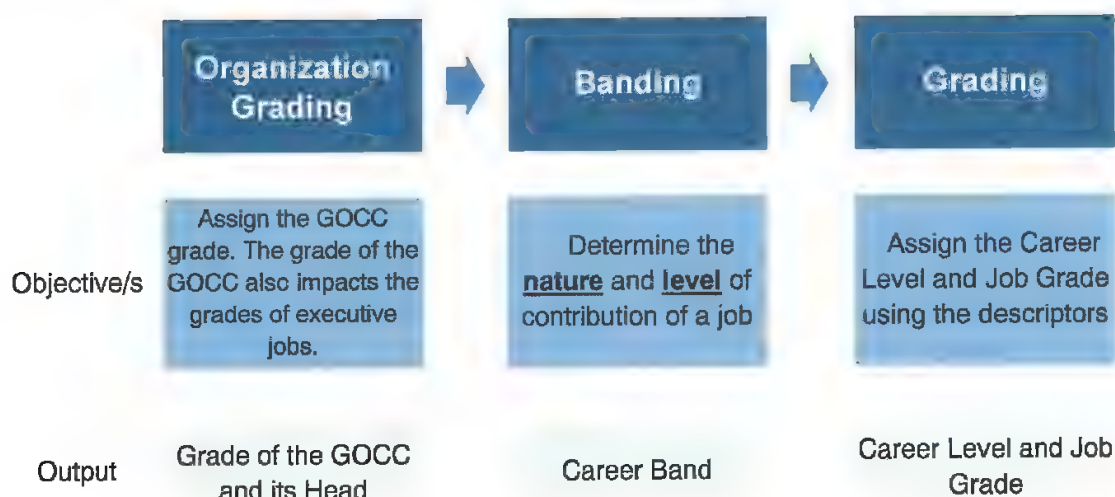 Organization
Grading
Banding
Grading
Objective/s
Assign the GOCC
grade. The grade of the
GOCC also impacts the
grades of executive
jobs.
Determine the
nature and level of
contribution of a job
Assign the Career
Level and Job Grade
using the descriptors
Output
Grade of the GOCC
and its Head
Career Band
Career Level and Job
Grade